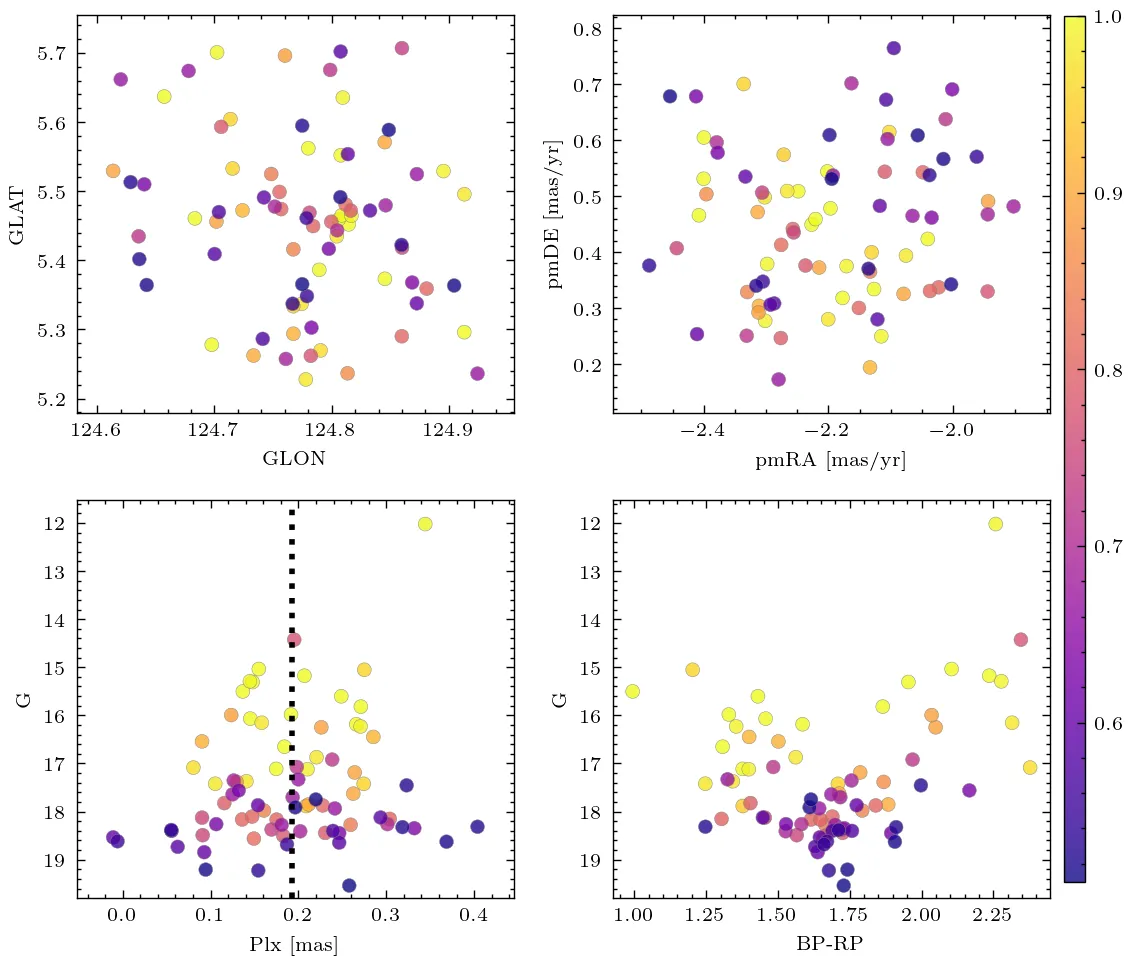 5.7
5.6
5.5
5.4
5.3
5.2
GLAT
124.6 124.7 124.8 124.9
GLON
0.8
0.7
0.6
0.5
0.4
0.3
0.2
pmDE [mas/yr]
−2.4 −2.2 −2.0
pmRA [mas/yr]
12
13
14
15
16
17
18
19
G
0.0 0.1 0.2 0.3 0.4
Plx [mas]
12
13
14
15
16
17
18
19
G
1.00 1.25 1.50 1.75 2.00 2.25
BP-RP
1.0
0.9
0.8
0.7
0.6